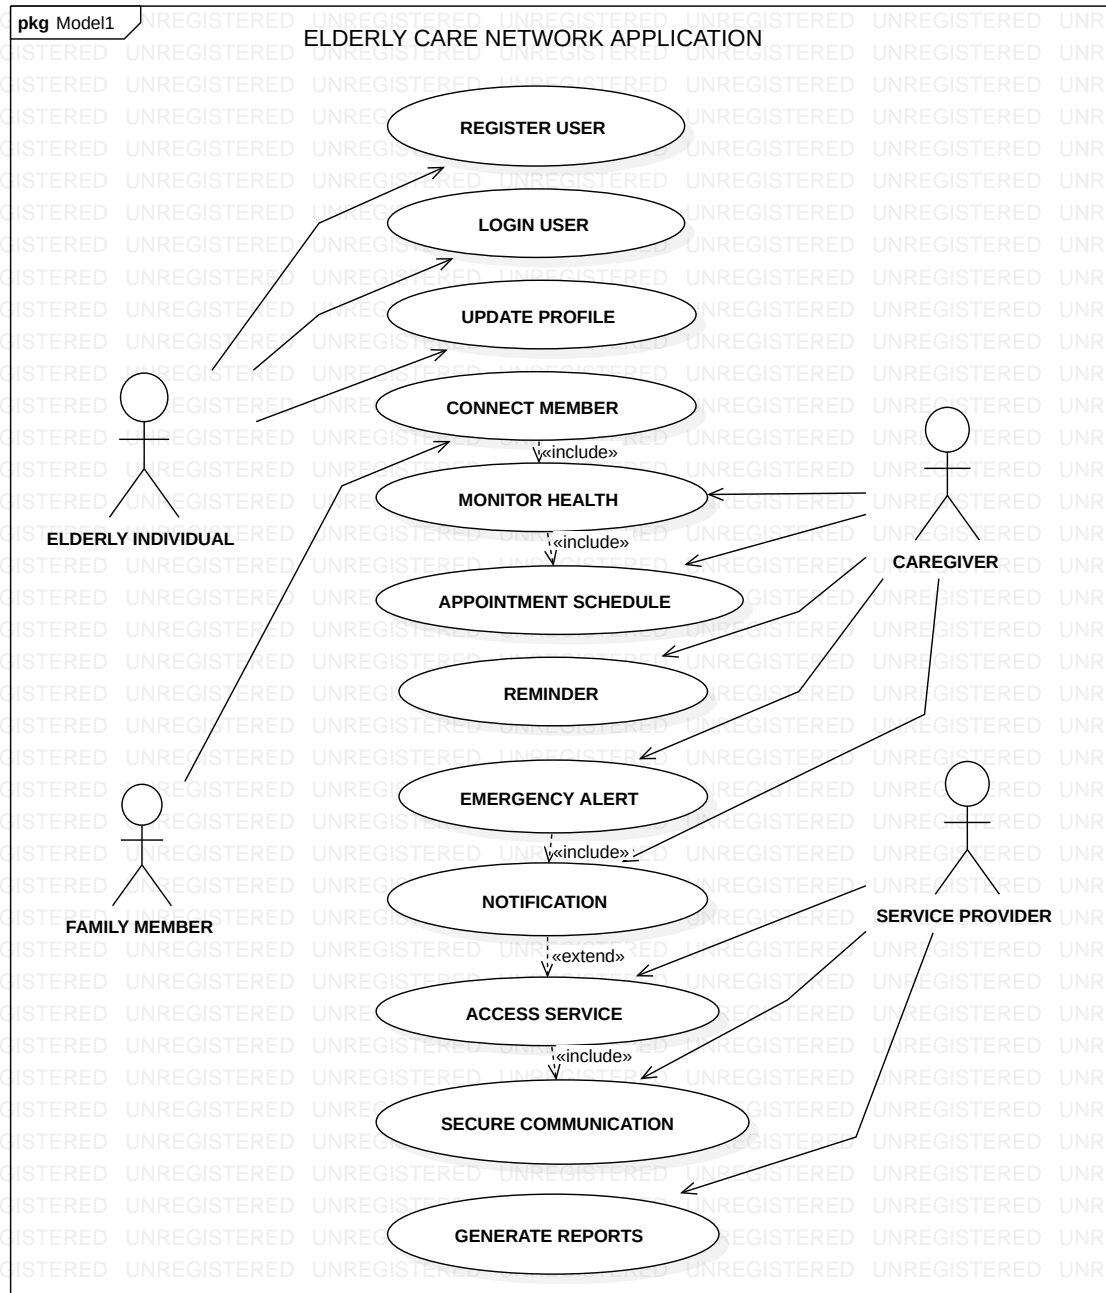 pkg Model1
ELDERLY CARE NETWORK APPLICATION
REGISTER USER
LOGIN USER
UPDATE PROFILE
CONNECT MEMBER
«include»
MONITOR HEALTH
«include»
ELDERLY INDIVIDUAL
CAREGIVER
APPOINTMENT SCHEDULE
REMINDER
EMERGENCY ALERT
«include»
NOTIFICATION
FAMILY MEMBER
SERVICE PROVIDER
«extend»
ACCESS SERVICE
«include»
SECURE COMMUNICATION
GENERATE REPORTS
UNREGISTERED